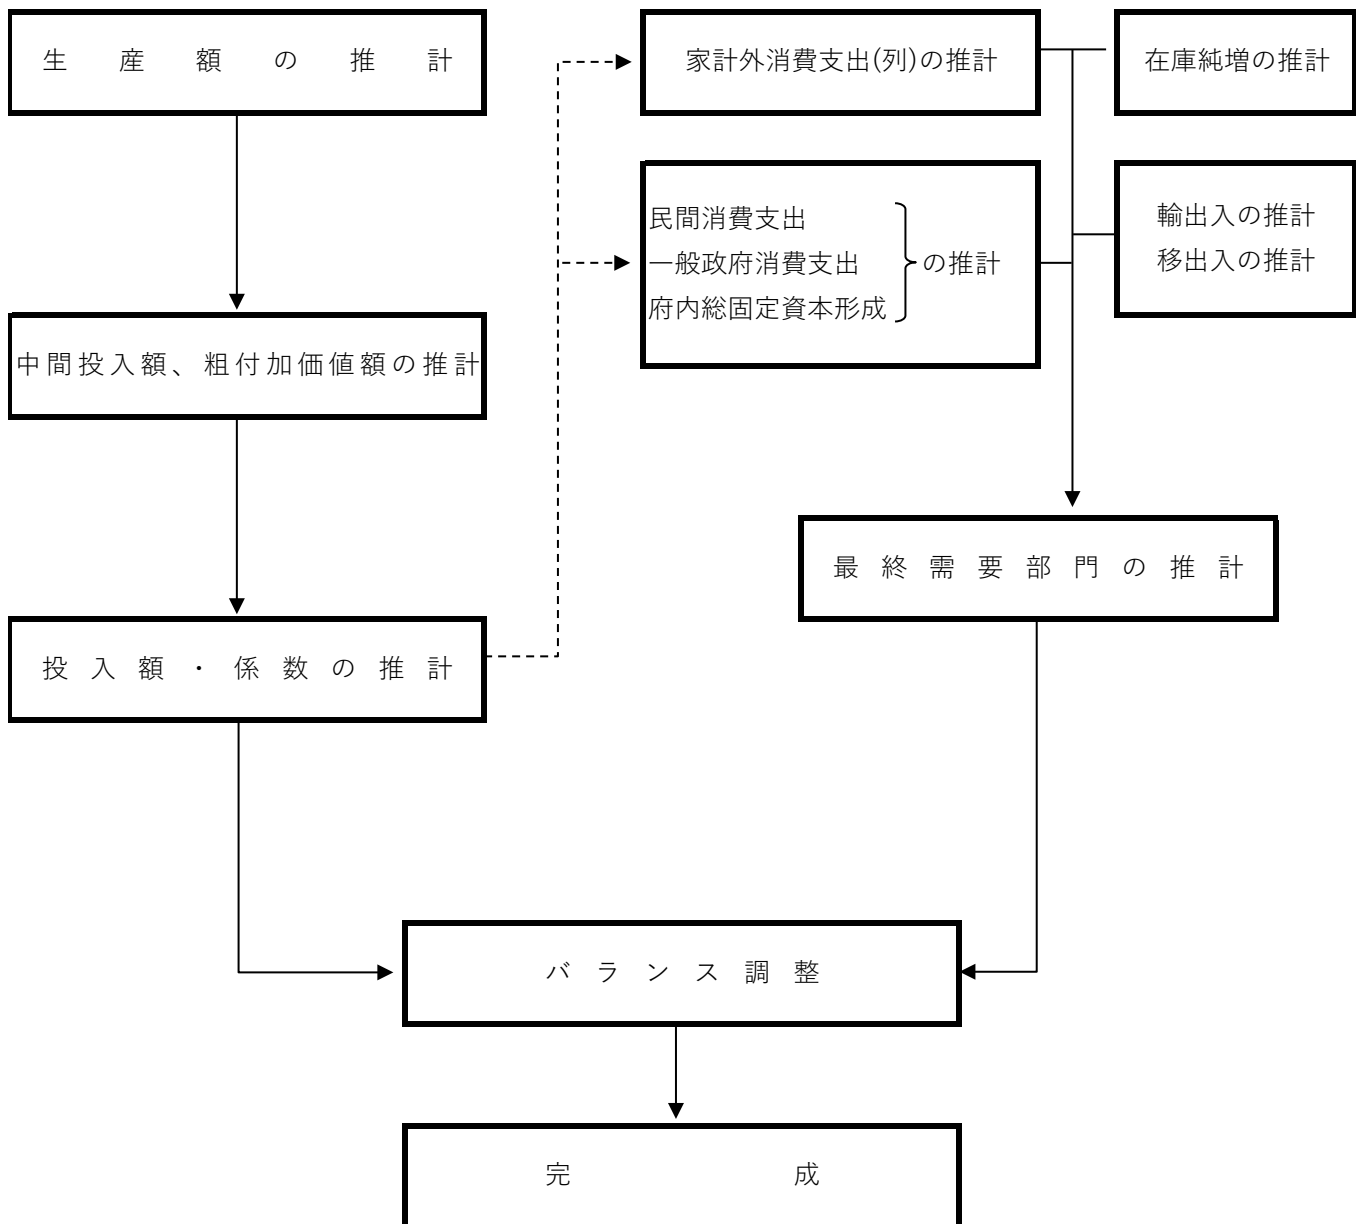 生産額の推計
家計外消費支出(列)の推計
在庫純増の推計
民間消費支出
一般政府消費支出
府内総固定資本形成
の推計
輸出入の推計
移出入の推計
中間投入額、粗付加価値額の推計
最終需要部門の推計
投入額・係数の推計
バランス調整
完成